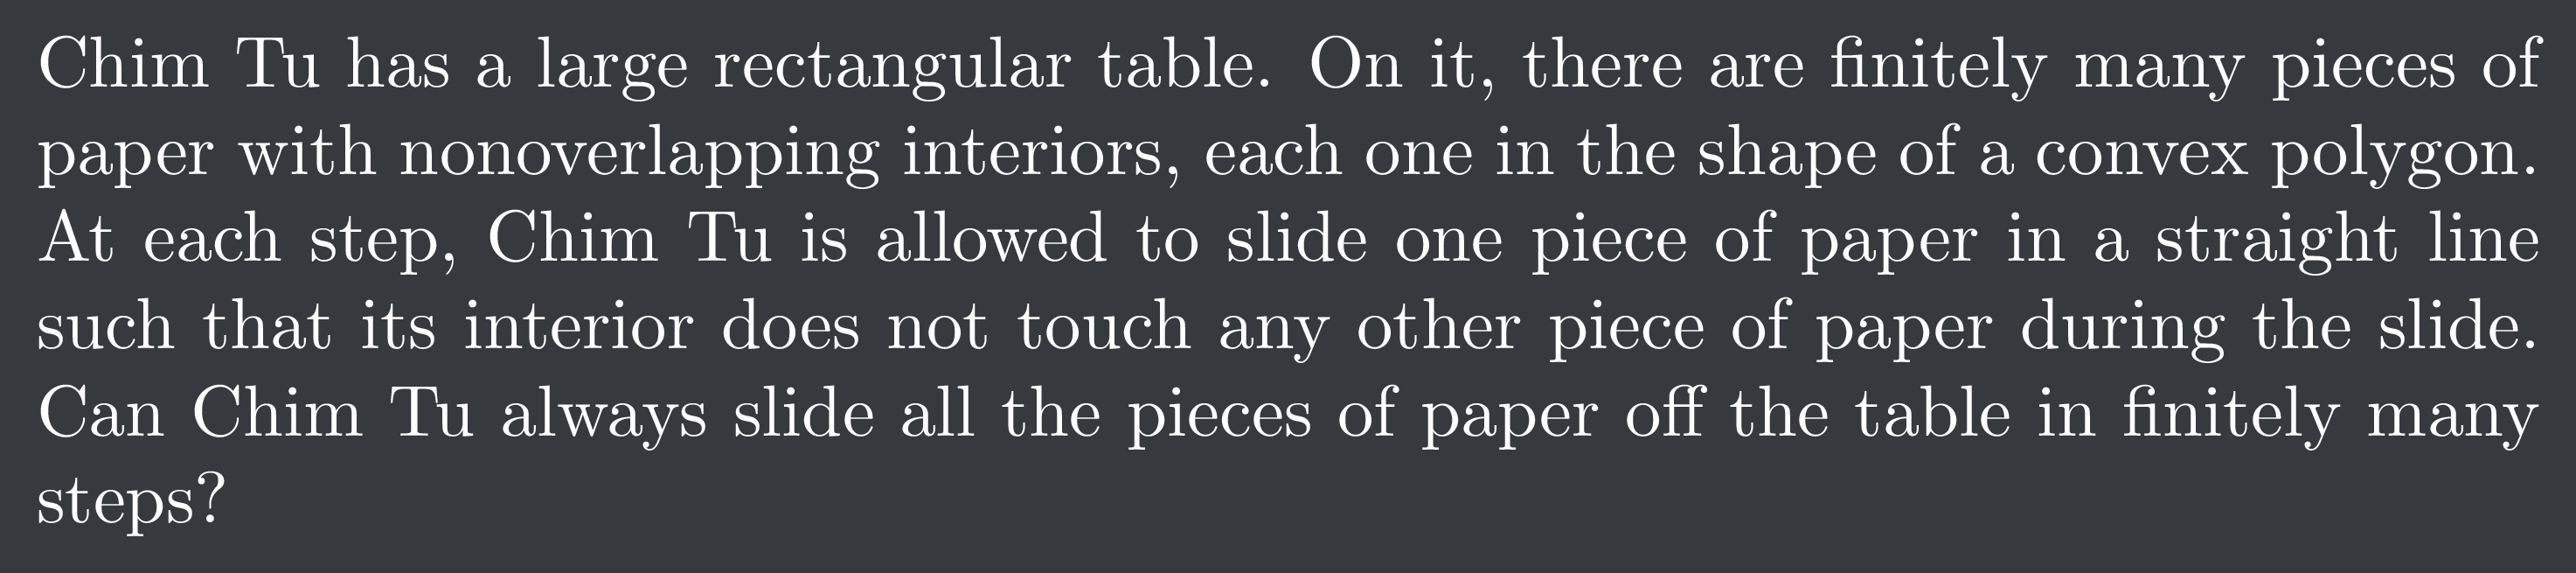 Chim Tu has a large rectangular table. On it, there are finitely many pieces of
paper with nonoverlapping interiors, each one in the shape of a convex polygon.
At each step, Chim Tu is allowed to slide one piece of paper in a straight line
such that its interior does not touch any other piece of paper during the slide.
Can Chim Tu always slide all the pieces of paper off the table in finitely many
steps?